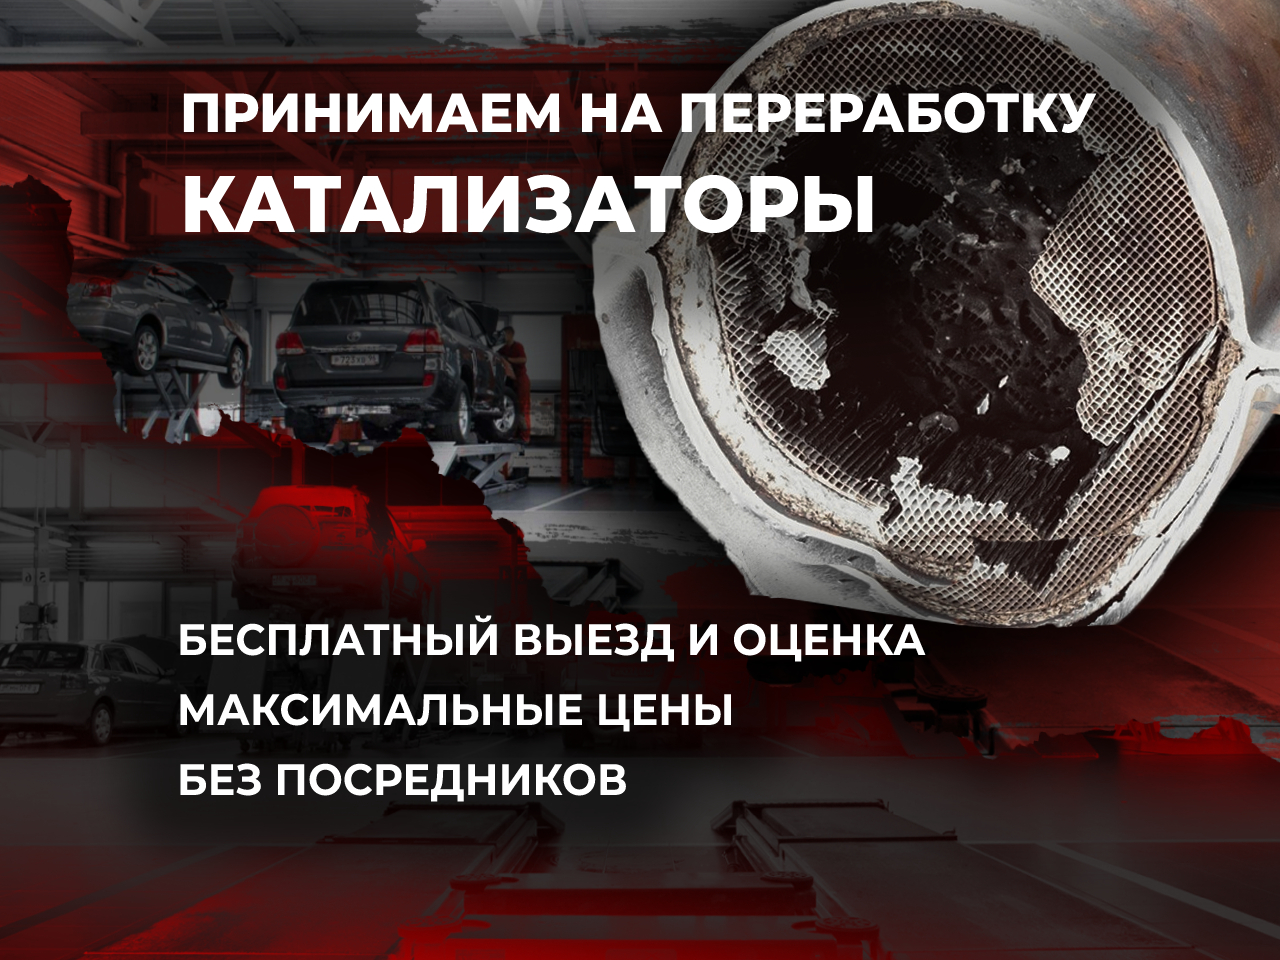 ПРИНИМАЕМ НА ПЕРЕРАБОТКУ
КАТАЛИЗАТОРЫ
БЕСПЛАТНЫЙ ВЫЕЗД И ОЦЕНКА
МАКСИМАЛЬНЫЕ ЦЕНЫ
БЕЗ ПОСРЕДНИКОВ